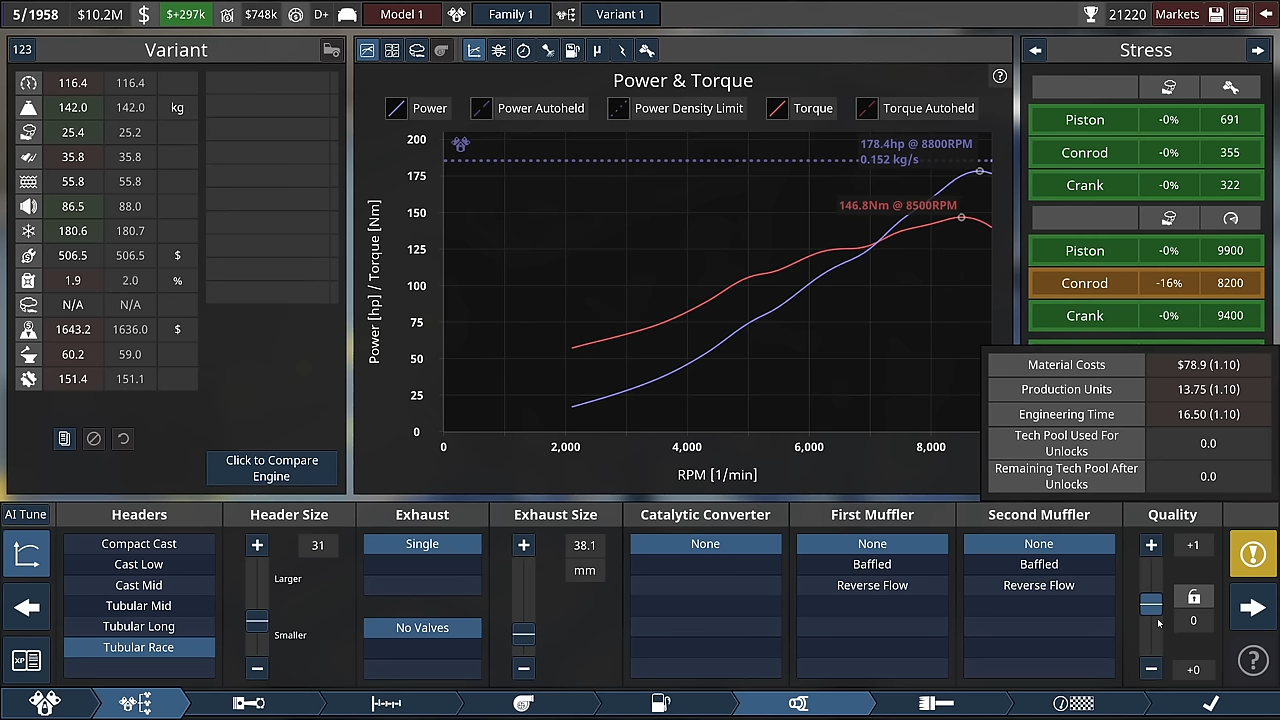 5/1958 $10.2M $ $+297k $748k D+ Model 1 Family 1 Variant 1 21220 Markets
123 Variant
116.4 116.4
142.0 142.0 kg
25.4 25.2
35.8 35.8
55.8 55.8
86.5 88.0
180.6 180.7
506.5 506.5 $
1.9 2.0 %
N/A N/A
1643.2 1636.0 $
60.2 59.0
151.4 151.1
Click to Compare
Engine
μ
Power & Torque
?
Power Power Autoheld Power Density Limit Torque Torque Autoheld
Power [hp] / Torque [Nm]
200
175
150
125
100
75
50
25
0
178.4hp @ 8800RPM
0.152 kg/s
146.8Nm @ 8500RPM
0 2,000 4,000 6,000 8,000
RPM [1/min]
Stress
Piston -0% 691
Conrod -0% 355
Crank -0% 322
Piston -0% 9900
Conrod -16% 8200
Crank -0% 9400
Material Costs $78.9 (1.10)
Production Units 13.75 (1.10)
Engineering Time 16.50 (1.10)
Tech Pool Used For
Unlocks 0.0
Remaining Tech Pool After
Unlocks 0.0
AI Tune
XP
Headers
Compact Cast
Cast Low
Cast Mid
Tubular Mid
Tubular Long
Tubular Race
Header Size
+ 31
Larger
Smaller
-
Exhaust
Single
No Valves
Exhaust Size
+ 38.1
mm
-
Catalytic Converter
None
First Muffler
None
Baffled
Reverse Flow
Second Muffler
None
Baffled
Reverse Flow
Quality
+ +1
0
- +0
!
?